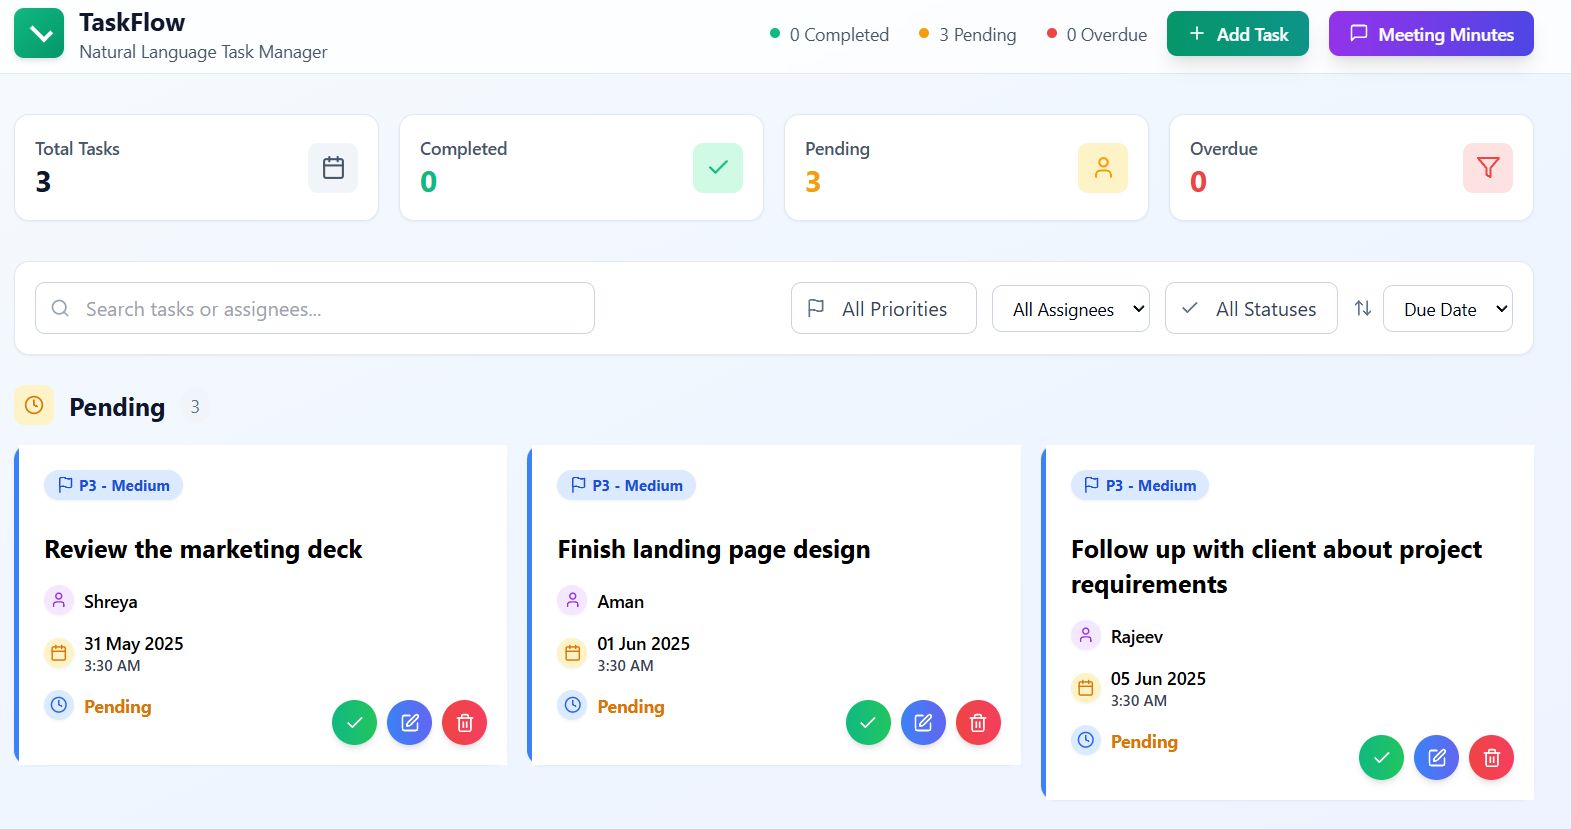 TaskFlow
Natural Language Task Manager
0 Completed
3 Pending
0 Overdue
Add Task
Meeting Minutes
Total Tasks
3
Completed
0
Pending
3
Overdue
0
Search tasks or assignees...
All Priorities
All Assignees
All Statuses
Due Date
Pending 3
P3 - Medium
Review the marketing deck
Shreya
31 May 2025
3:30 AM
Pending
P3 - Medium
Finish landing page design
Aman
01 Jun 2025
3:30 AM
Pending
P3 - Medium
Follow up with client about project
requirements
Rajeev
05 Jun 2025
3:30 AM
Pending